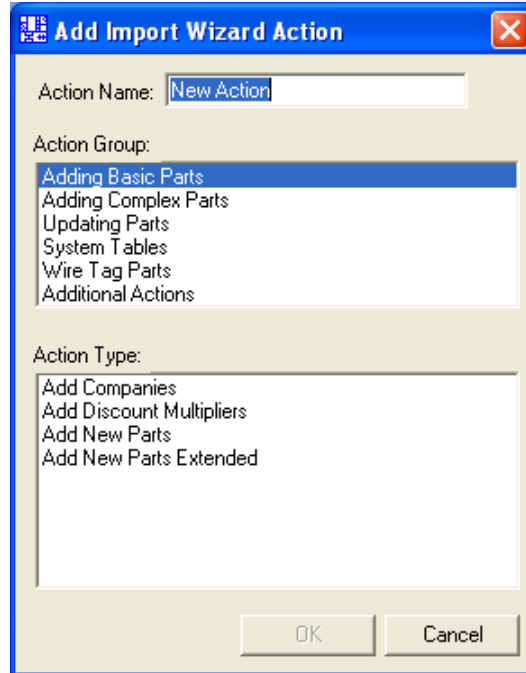 Add Import Wizard Action
Action Name: New Action
Action Group:
Adding Basic Parts
Adding Complex Parts
Updating Parts
System Tables
Wire Tag Parts
Additional Actions
Action Type:
Add Companies
Add Discount Multipliers
Add New Parts
Add New Parts Extended
OK Cancel